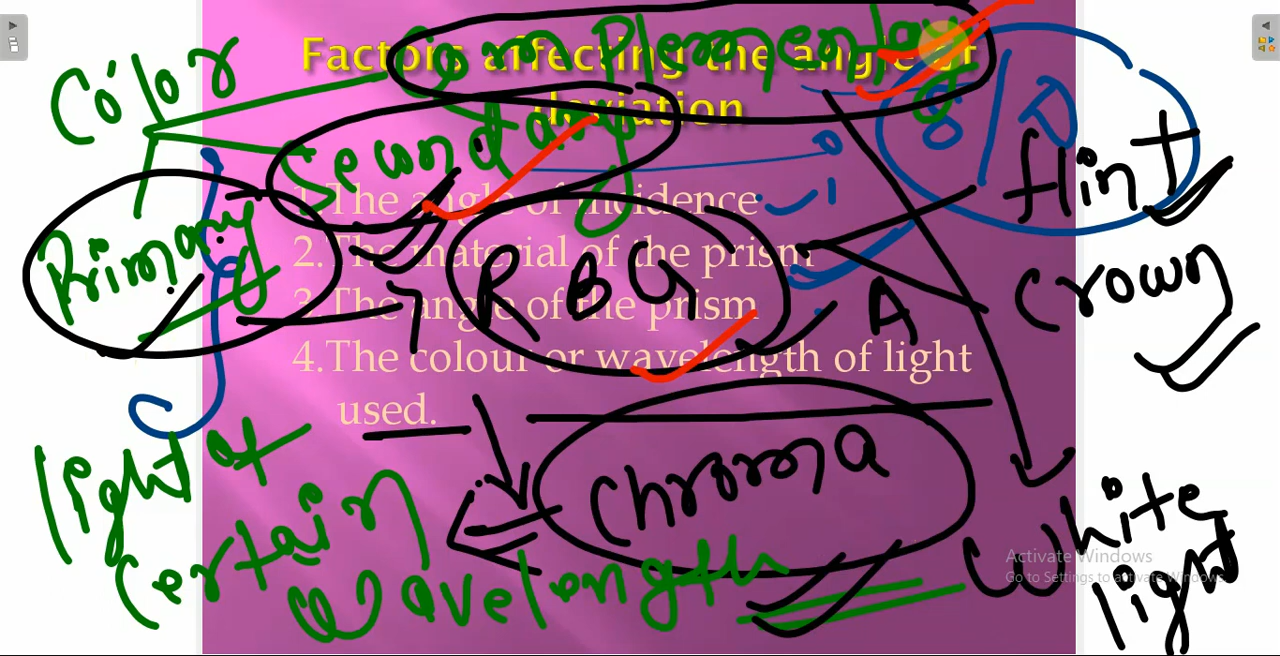 Factors affecting the angle of
deviation
1.The angle of incidence
2.The material of the prism
3.The angle of the prism
4.The colour or wavelength of light
used.
Color
Complementary
Secondary
Primary
R B G
A
i
8/D
flint
crown
Chroma
light of
certain
wavelength
White
light
Activate Windows
Go to Settings to activate Windows.